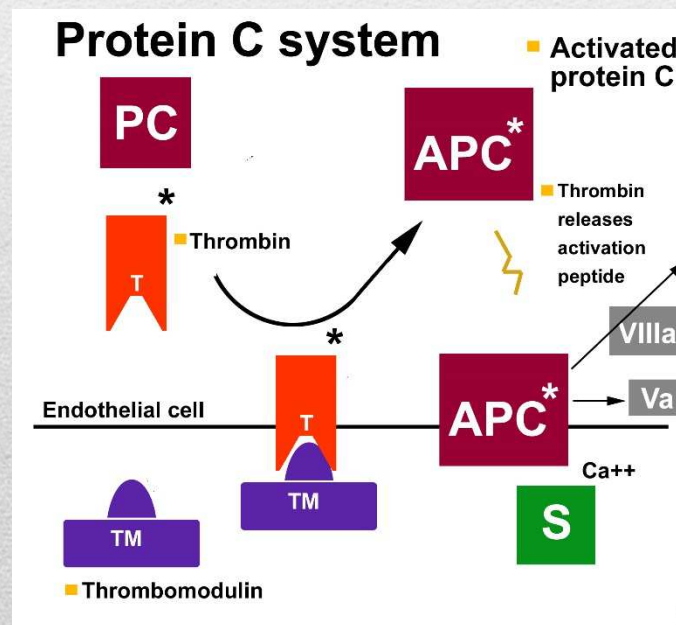 Protein C system
Activated
protein C
PC
APC*
*
Thrombin
T
Thrombin
releases
activation
peptide
*
VIIIa
APC*
Va
Endothelial cell
T
Ca++
TM
S
TM
Thrombomodulin